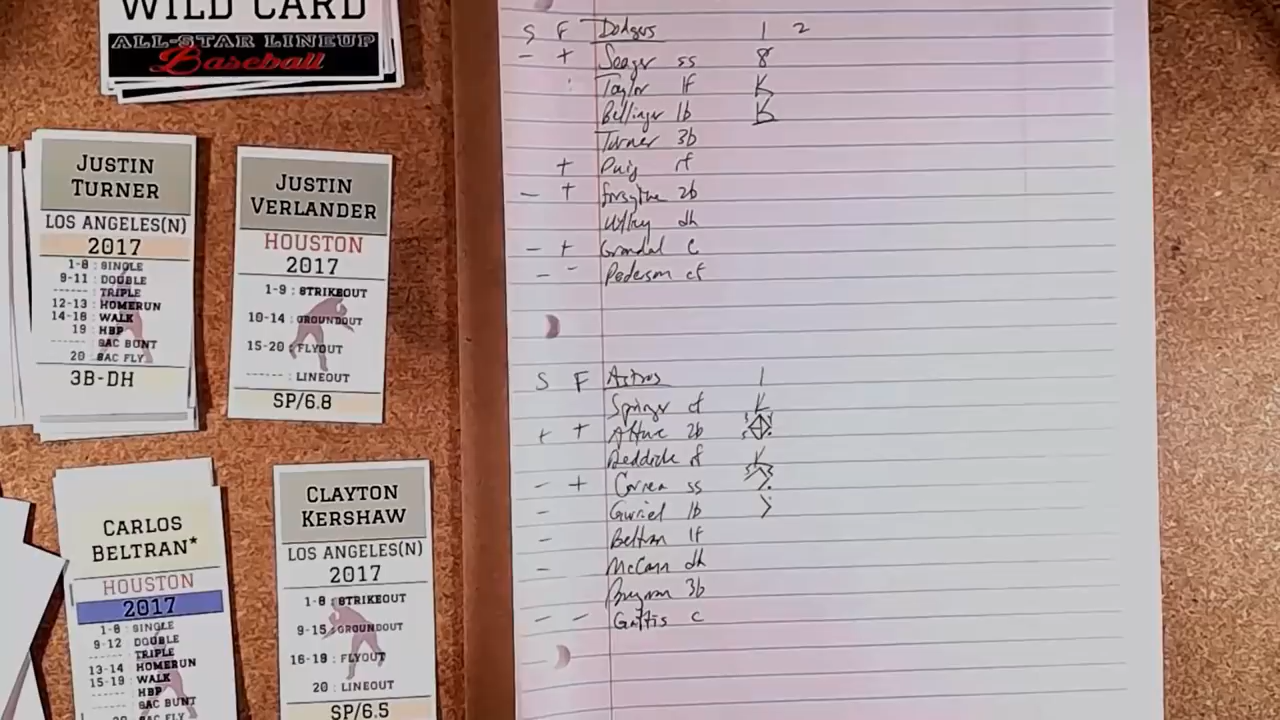 WILD CARD
ALL-STAR LINEUP
Baseball
JUSTIN
TURNER
LOS ANGELES(N)
2017
1-8 : SINGLE
9-11 : DOUBLE
------ : TRIPLE
12-13 : HOMERUN
14-18 : WALK
19 : HBP
------ : SAC BUNT
20 : SAC FLY
3B-DH
JUSTIN
VERLANDER
HOUSTON
2017
1-9 : STRIKEOUT
10-14 : GROUNDOUT
15-20 : FLYOUT
------ : LINEOUT
SP/6.8
CARLOS
BELTRAN*
HOUSTON
2017
1-8 : SINGLE
9-12 : DOUBLE
------ : TRIPLE
13-14 : HOMERUN
15-19 : WALK
------ : HBP
------ : SAC BUNT
20 : SAC FLY
CLAYTON
KERSHAW
LOS ANGELES(N)
2017
1-8 : STRIKEOUT
9-15 : GROUNDOUT
16-19 : FLYOUT
20 : LINEOUT
SP/6.5
S F Dodgers 1 2
- + Seager ss 8
Taylor lf K
Bellinger 1b K
Turner 3b
+ Puig rf
- + Forsythe 2b
Utley dh
- + Grandal c
- - Pederson cf
S F Astros 1
Springer cf K
+ + Altuve 2b
Reddick rf K
- + Correa ss
- Gurriel 1b
- Beltran lf
- McCann dh
Bregman 3b
- - Gattis c